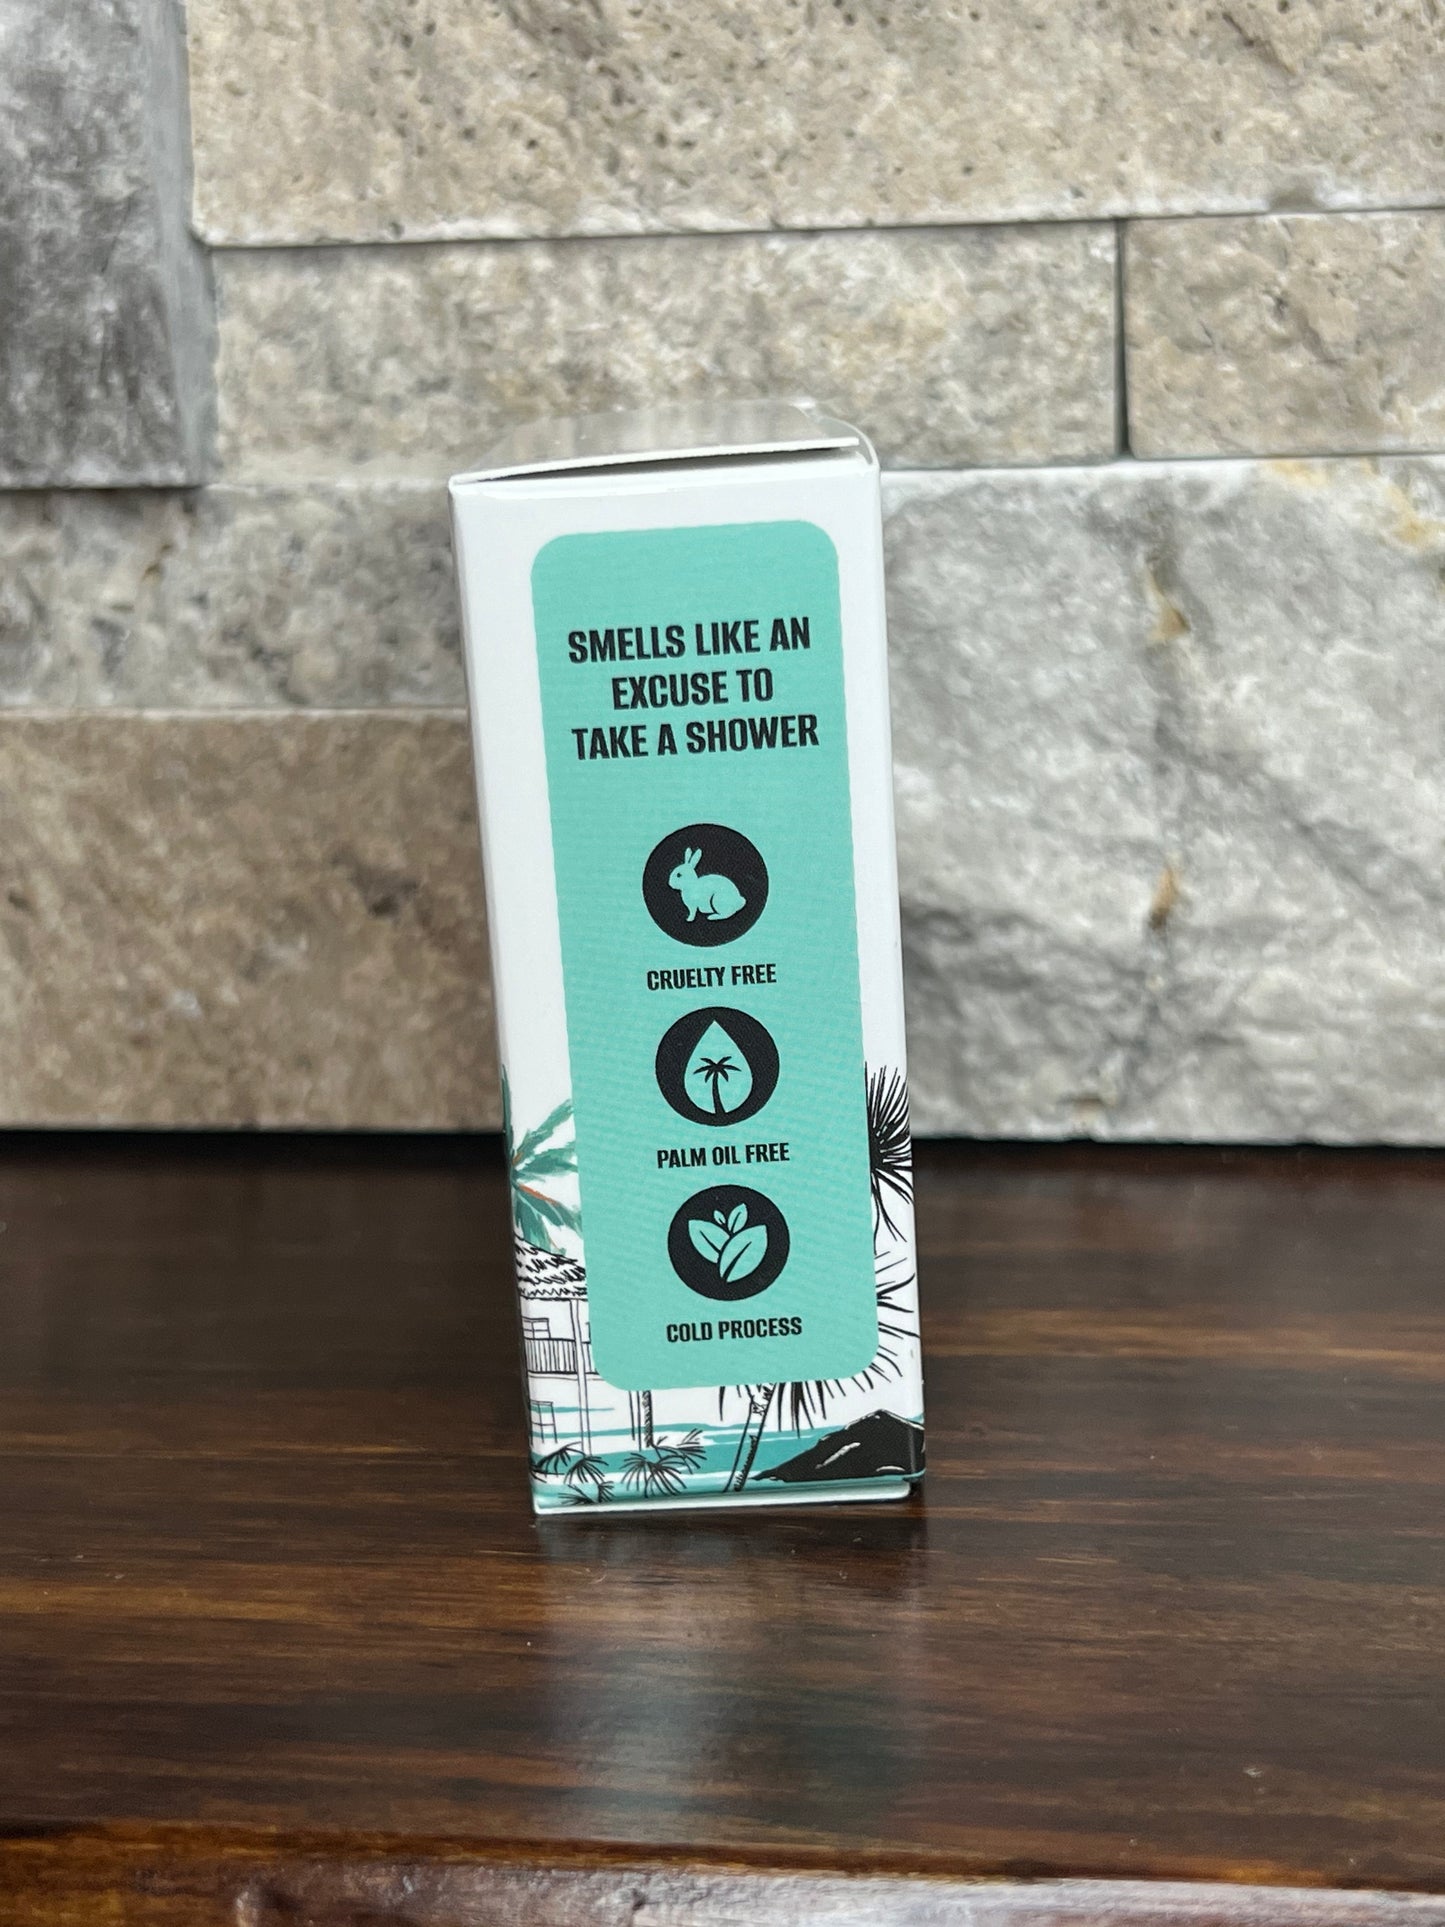 SMELLS LIKE AN
EXCUSE TO
TAKE A SHOWER
CRUELTY FREE
PALM OIL FREE
COLD PROCESS